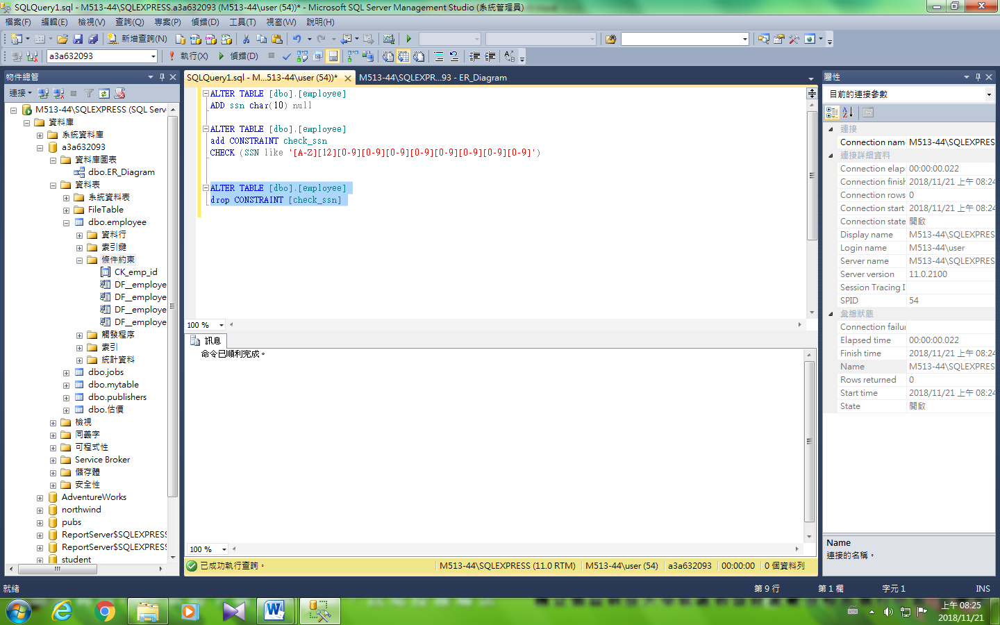 SQLQuery1.sql - M513-44\SQLEXPRESS.a3a632093 (M513-44\user (54))* - Microsoft SQL Server Management Studio (系統管理員)
檔案(F) 編輯(E) 檢視(V) 查詢(Q) 專案(P) 偵錯(D) 工具(T) 視窗(W) 說明(H)
新增查詢(N)
a3a632093 執行(X) 偵錯(D)
物件總管
連接
M513-44\SQLEXPRESS (SQL Serv
資料庫
系統資料庫
a3a632093
資料庫圖表
dbo.ER_Diagram
資料表
系統資料表
FileTable
dbo.employee
資料行
索引鍵
條件約束
CK_emp_id
DF__employe
DF__employe
DF__employe
DF__employe
觸發程序
索引
統計資料
dbo.jobs
dbo.mytable
dbo.publishers
dbo.估價
檢視
同義字
可程式性
Service Broker
儲存體
安全性
AdventureWorks
northwind
pubs
ReportServer$SQLEXPRESS
ReportServer$SQLEXPRESS
student
SQLQuery1.sql - M...513-44\user (54))* M513-44\SQLEXPR...93 - ER_Diagram
ALTER TABLE [dbo].[employee]
ADD ssn char(10) null
ALTER TABLE [dbo].[employee]
add CONSTRAINT check_ssn
CHECK (SSN like '[A-Z][12][0-9][0-9][0-9][0-9][0-9][0-9][0-9][0-9]')
ALTER TABLE [dbo].[employee]
drop CONSTRAINT [check_ssn]
100 %
訊息
命令已順利完成。
100 %
已成功執行查詢。 M513-44\SQLEXPRESS (11.0 RTM) M513-44\user (54) a3a632093 00:00:00 0 個資料列
屬性
目前的連接參數
連接
Connection nam M513-44\SQLEXPRES
連接詳細資料
Connection elap 00:00:00.022
Connection finish 2018/11/21 上午 08:24
Connection rows 0
Connection start 2018/11/21 上午 08:24
Connection state 開啟
Display name M513-44\SQLEXPRES
Login name M513-44\user
Server name M513-44\SQLEXPRES
Server version 11.0.2100
Session Tracing I
SPID 54
彙總狀態
Connection failur
Elapsed time 00:00:00.022
Finish time 2018/11/21 上午 08:24
Name M513-44\SQLEXPRES
Rows returned 0
Start time 2018/11/21 上午 08:24
State 開啟
Name
連接的名稱。
就緒 第 9 行 第 1 欄 字元 1 INS
上午 08:25
2018/11/21